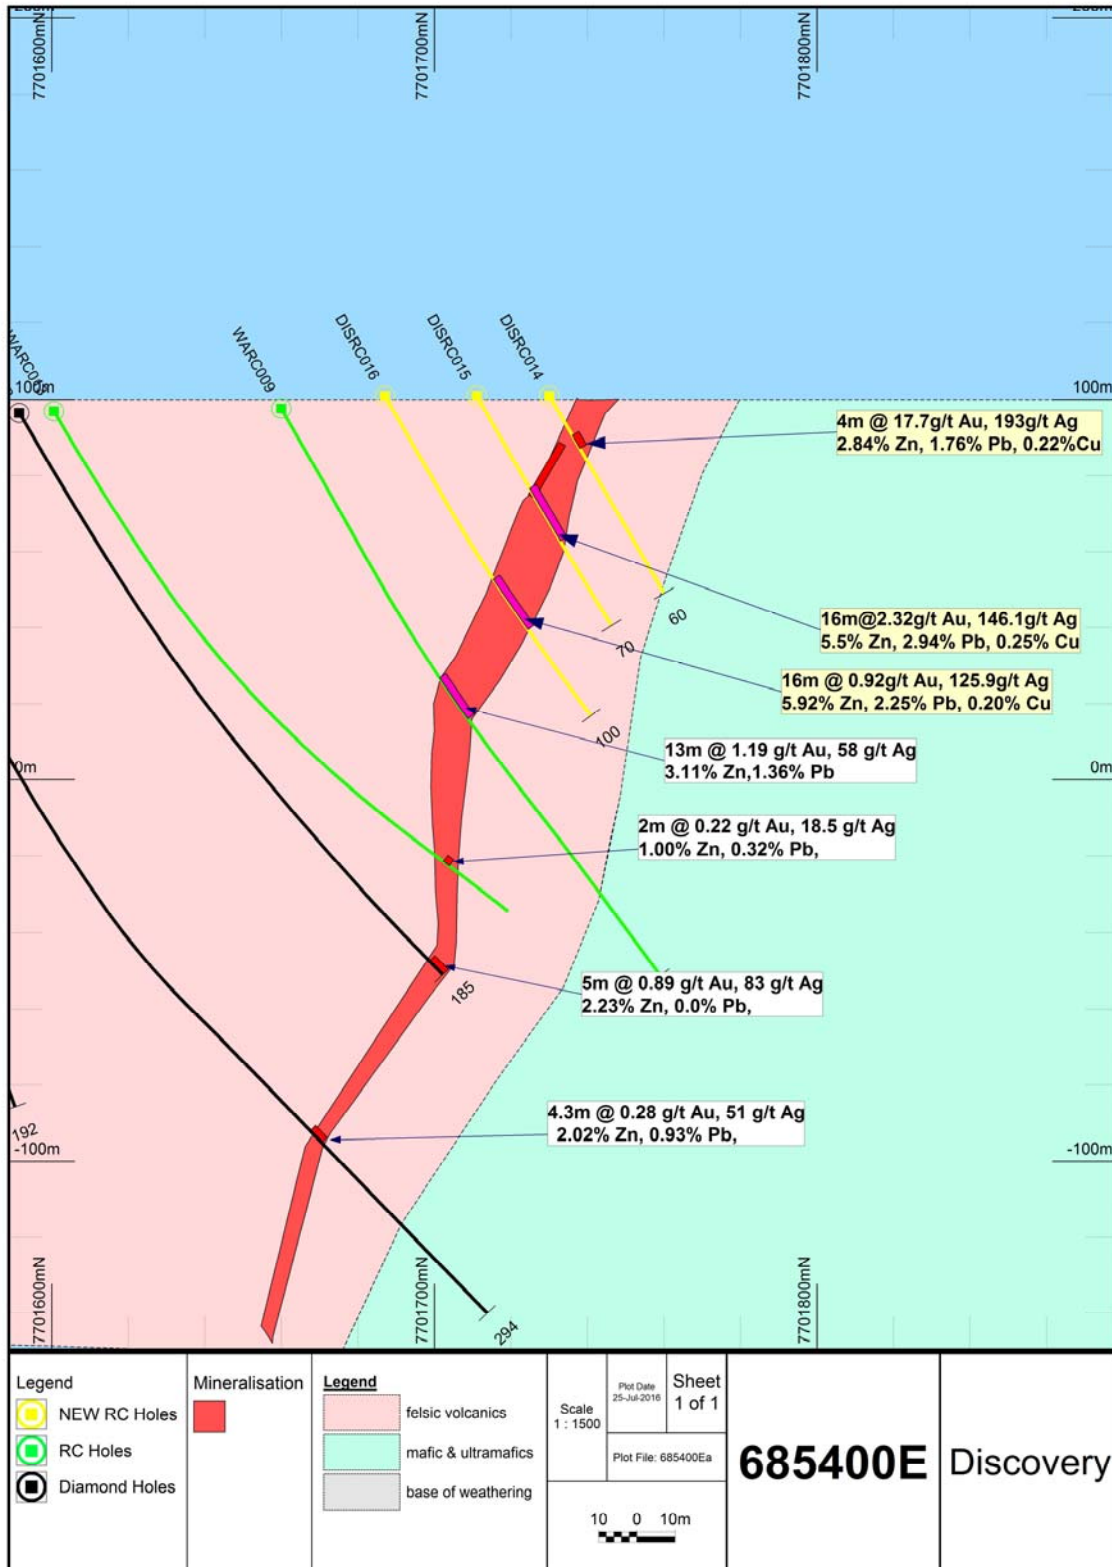 200m
200m
7701600mN
7701700mN
7701800mN
WARC009
DISRC016
DISRC015
DISRC014
100m
100m
4m @ 17.7g/t Au, 193g/t Ag
2.84% Zn, 1.76% Pb, 0.22%Cu
60
16m@2.32g/t Au, 146.1g/t Ag
5.5% Zn, 2.94% Pb, 0.25% Cu
70
16m @ 0.92g/t Au, 125.9g/t Ag
5.92% Zn, 2.25% Pb, 0.20% Cu
100
13m @ 1.19 g/t Au, 58 g/t Ag
3.11% Zn,1.36% Pb
0m
0m
2m @ 0.22 g/t Au, 18.5 g/t Ag
1.00% Zn, 0.32% Pb,
5m @ 0.89 g/t Au, 83 g/t Ag
2.23% Zn, 0.0% Pb,
185
4.3m @ 0.28 g/t Au, 51 g/t Ag
2.02% Zn, 0.93% Pb,
192
-100m
-100m
7701600mN
7701700mN
7701800mN
294
Legend
NEW RC Holes
RC Holes
Diamond Holes
Mineralisation
Legend
felsic volcanics
mafic & ultramafics
base of weathering
Scale
1 : 1500
Plot Date
25-Jul-2016
Sheet
1 of 1
Plot File: 685400Ea
10 0 10m
685400E
Discovery